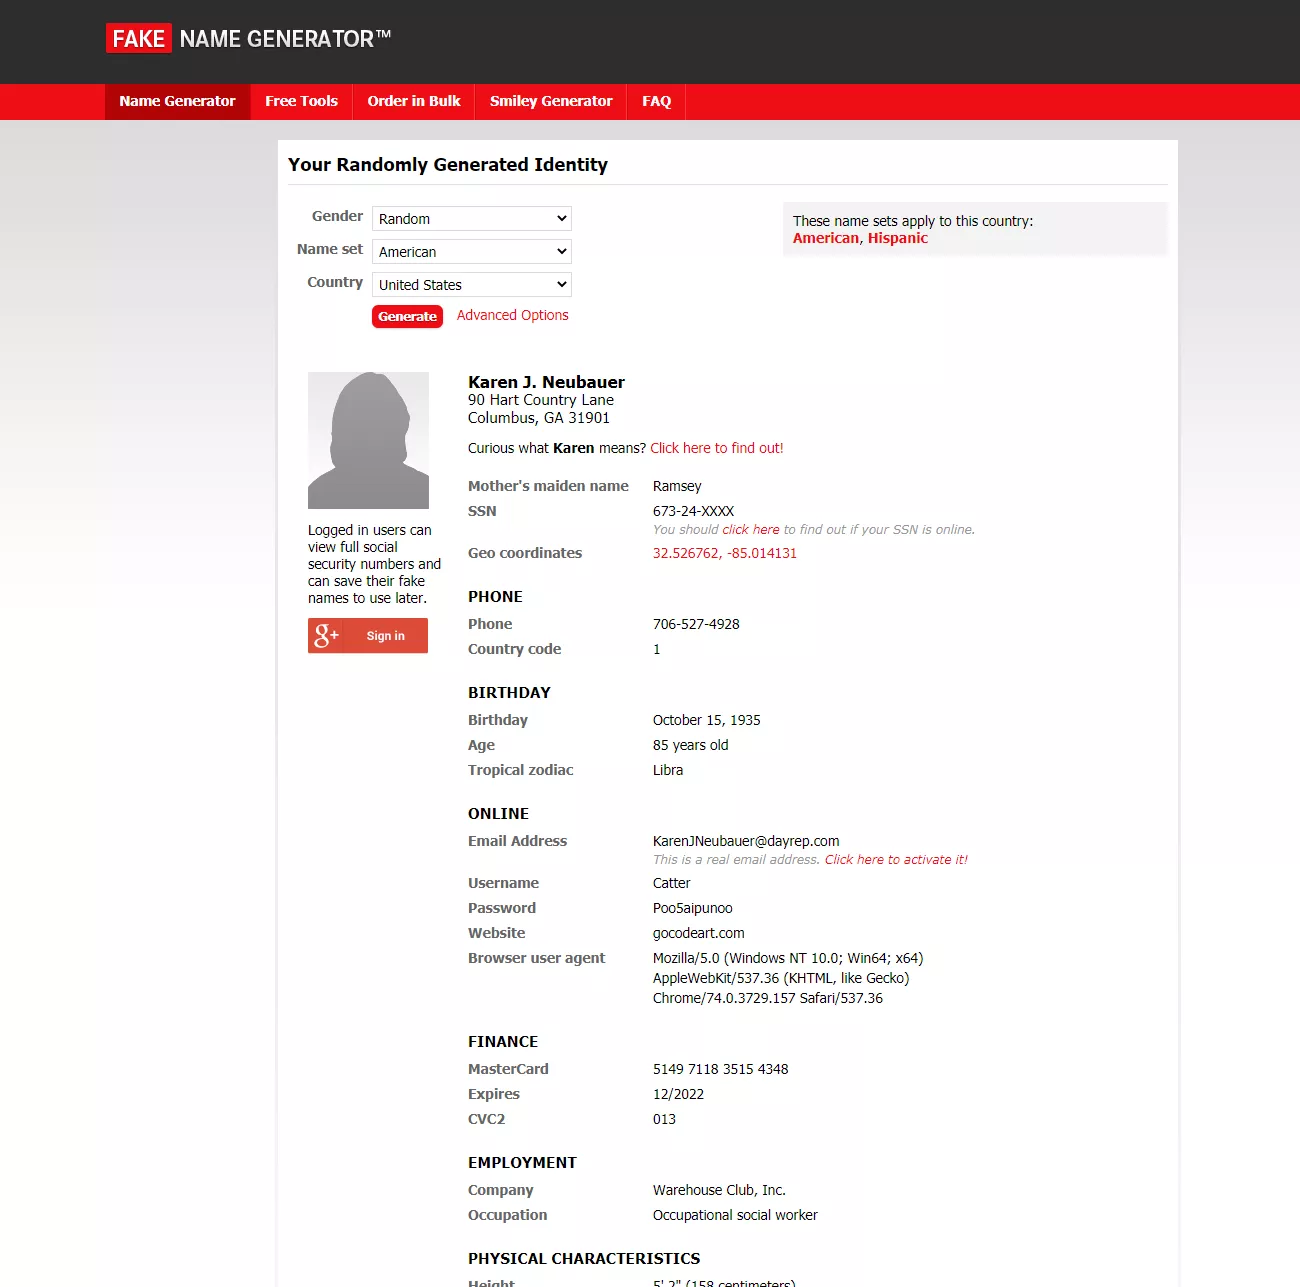 FAKE NAME GENERATOR™
Name Generator Free Tools Order in Bulk Smiley Generator FAQ
Your Randomly Generated Identity
Gender Random
Name set American
Country United States
Generate Advanced Options
These name sets apply to this country:
American, Hispanic
Logged in users can
view full social
security numbers and
can save their fake
names to use later.
g+ Sign in
Karen J. Neubauer
90 Hart Country Lane
Columbus, GA 31901
Curious what Karen means? Click here to find out!
Mother's maiden name Ramsey
SSN 673-24-XXXX
You should click here to find out if your SSN is online.
Geo coordinates 32.526762, -85.014131
PHONE
Phone 706-527-4928
Country code 1
BIRTHDAY
Birthday October 15, 1935
Age 85 years old
Tropical zodiac Libra
ONLINE
Email Address KarenJNeubauer@dayrep.com
This is a real email address. Click here to activate it!
Username Catter
Password Poo5aipunoo
Website gocodeart.com
Browser user agent Mozilla/5.0 (Windows NT 10.0; Win64; x64)
AppleWebKit/537.36 (KHTML, like Gecko)
Chrome/74.0.3729.157 Safari/537.36
FINANCE
MasterCard 5149 7118 3515 4348
Expires 12/2022
CVC2 013
EMPLOYMENT
Company Warehouse Club, Inc.
Occupation Occupational social worker
PHYSICAL CHARACTERISTICS
Height 5' 2" (158 centimeters)